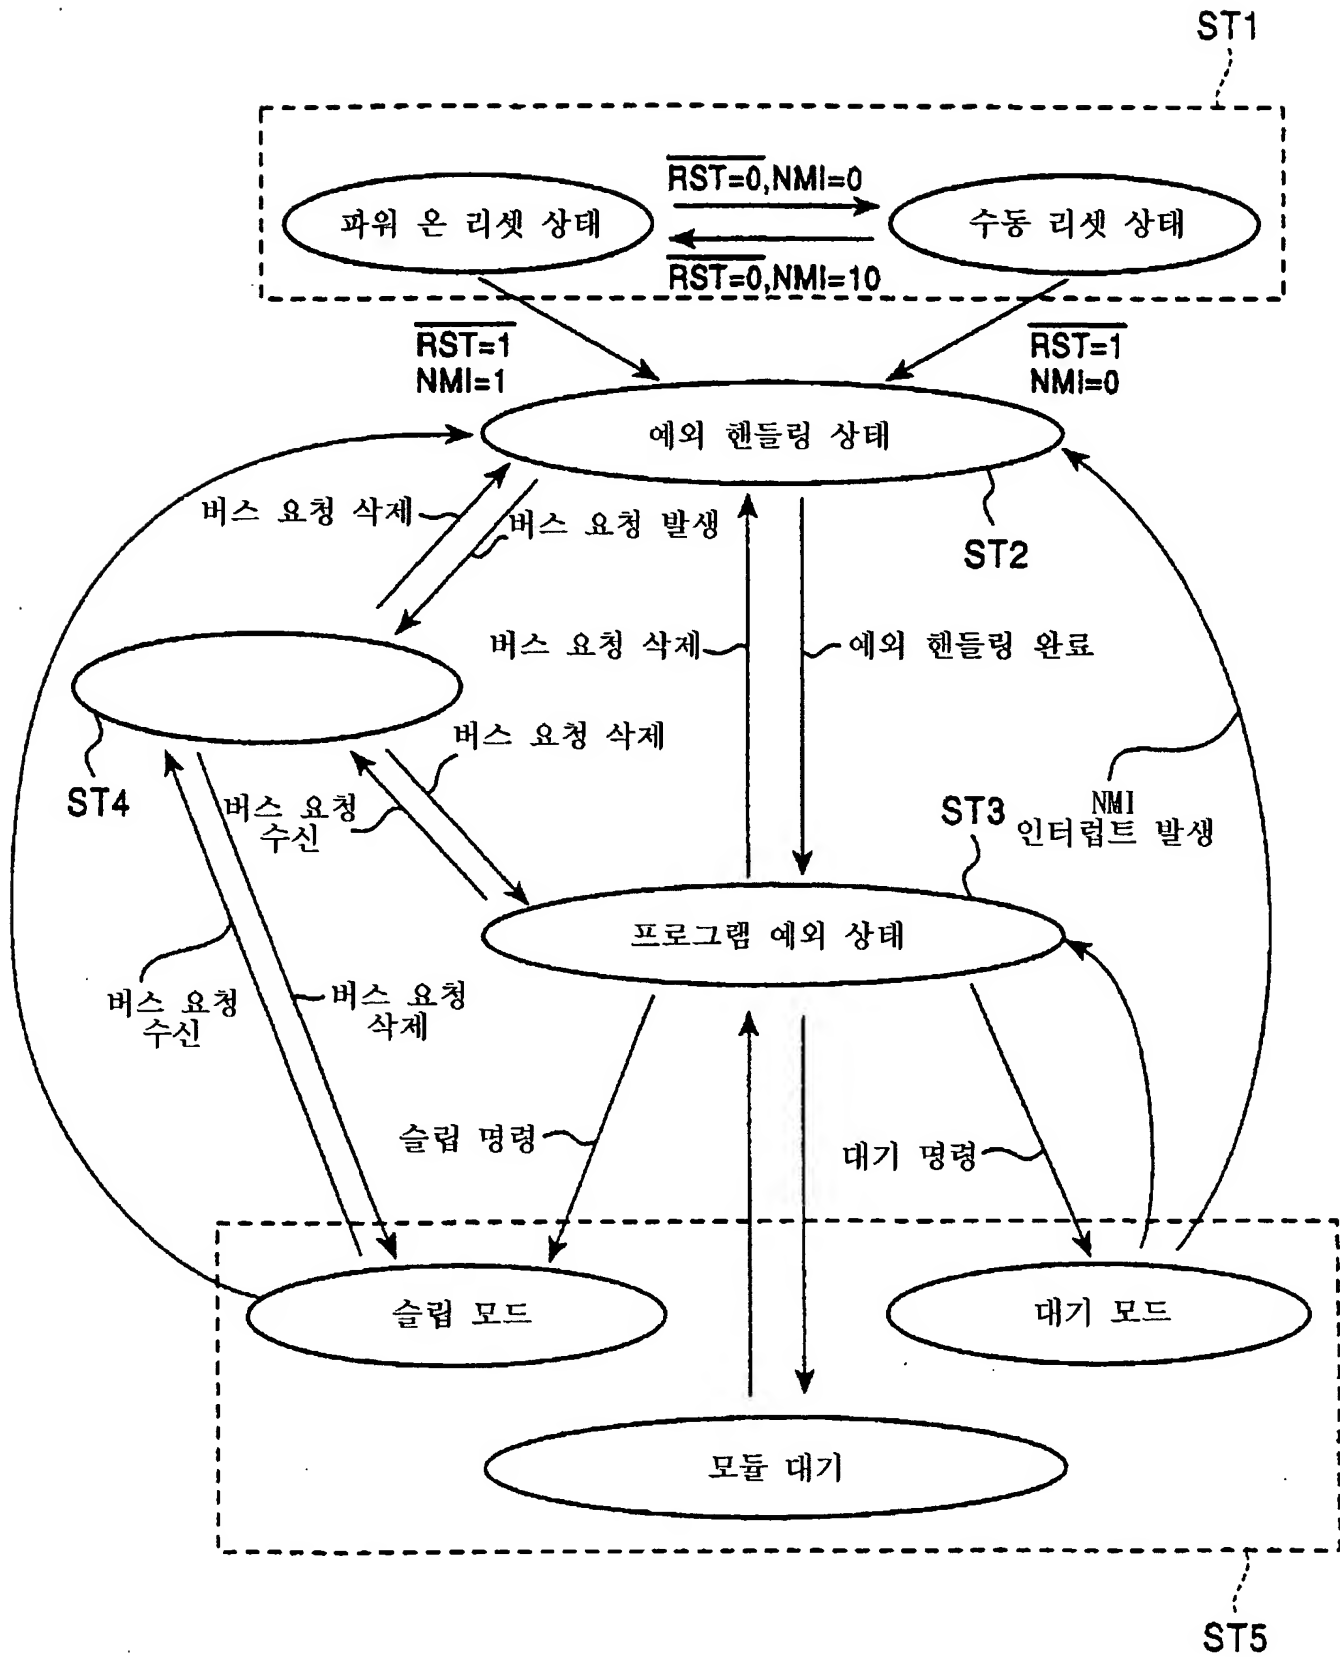 ST1
RST=0,NMI=0
파워 온 리셋 상태
수동 리셋 상태
RST=0,NMI=10
RST=1
NMI=1
RST=1
NMI=0
예외 핸들링 상태
버스 요청 삭제
버스 요청 발생
ST2
버스 요청 삭제
예외 핸들링 완료
버스 요청 삭제
ST4
버스 요청
수신
ST3
NMI
인터럽트 발생
프로그램 예외 상태
버스 요청
수신
버스 요청
삭제
슬립 명령
대기 명령
슬립 모드
대기 모드
모듈 대기
ST5